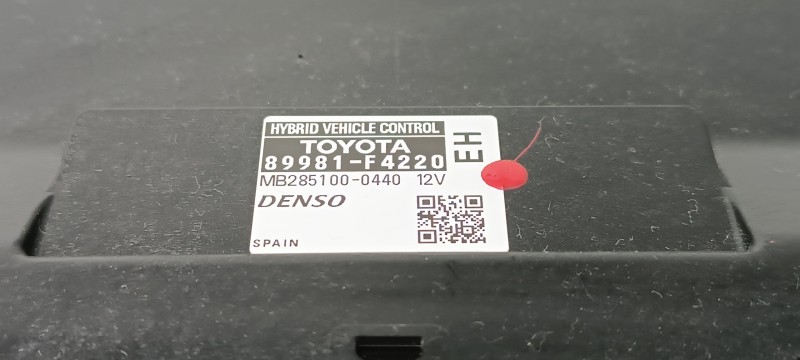 HYBRID VEHICLE CONTROL
TOYOTA
89981-F4220
MB285100-0440 12V
DENSO
SPAIN
EH